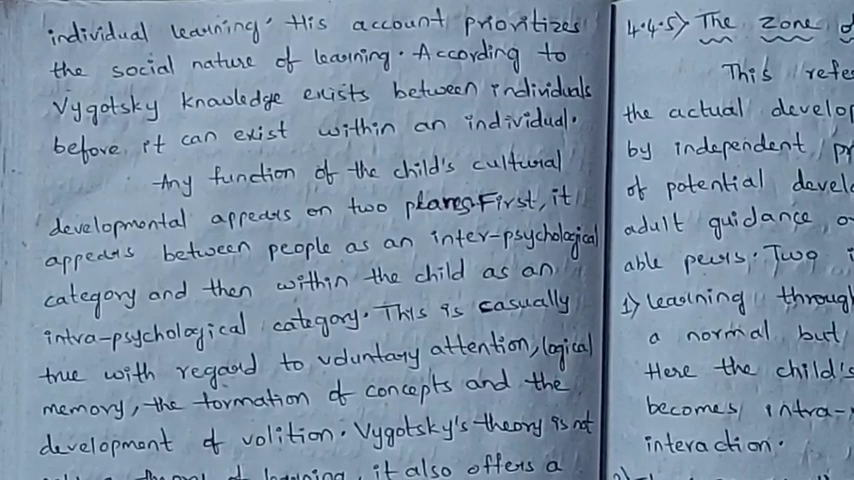 individual learning. His account prioritizes
the social nature of learning. According to
Vygotsky knowledge exists between individuals
before it can exist within an individual.
Any function of the child's cultural
developmental appears on two phares. First, it
appears between people as an inter-psychological
category and then within the child as an
intra-psychological category. This is casually
true with regard to voluntary attention, logical
memory, the formation of concepts and the
development of volition. Vygotsky's theory is not
of learning, it also offers a
4.4.5) The Zone
This refe
the actual develop
by independent pr
of potential devel
adult guidance o
able peers. Two
1) Learning through
a normal but
Here the child's
becomes intra-
interaction.